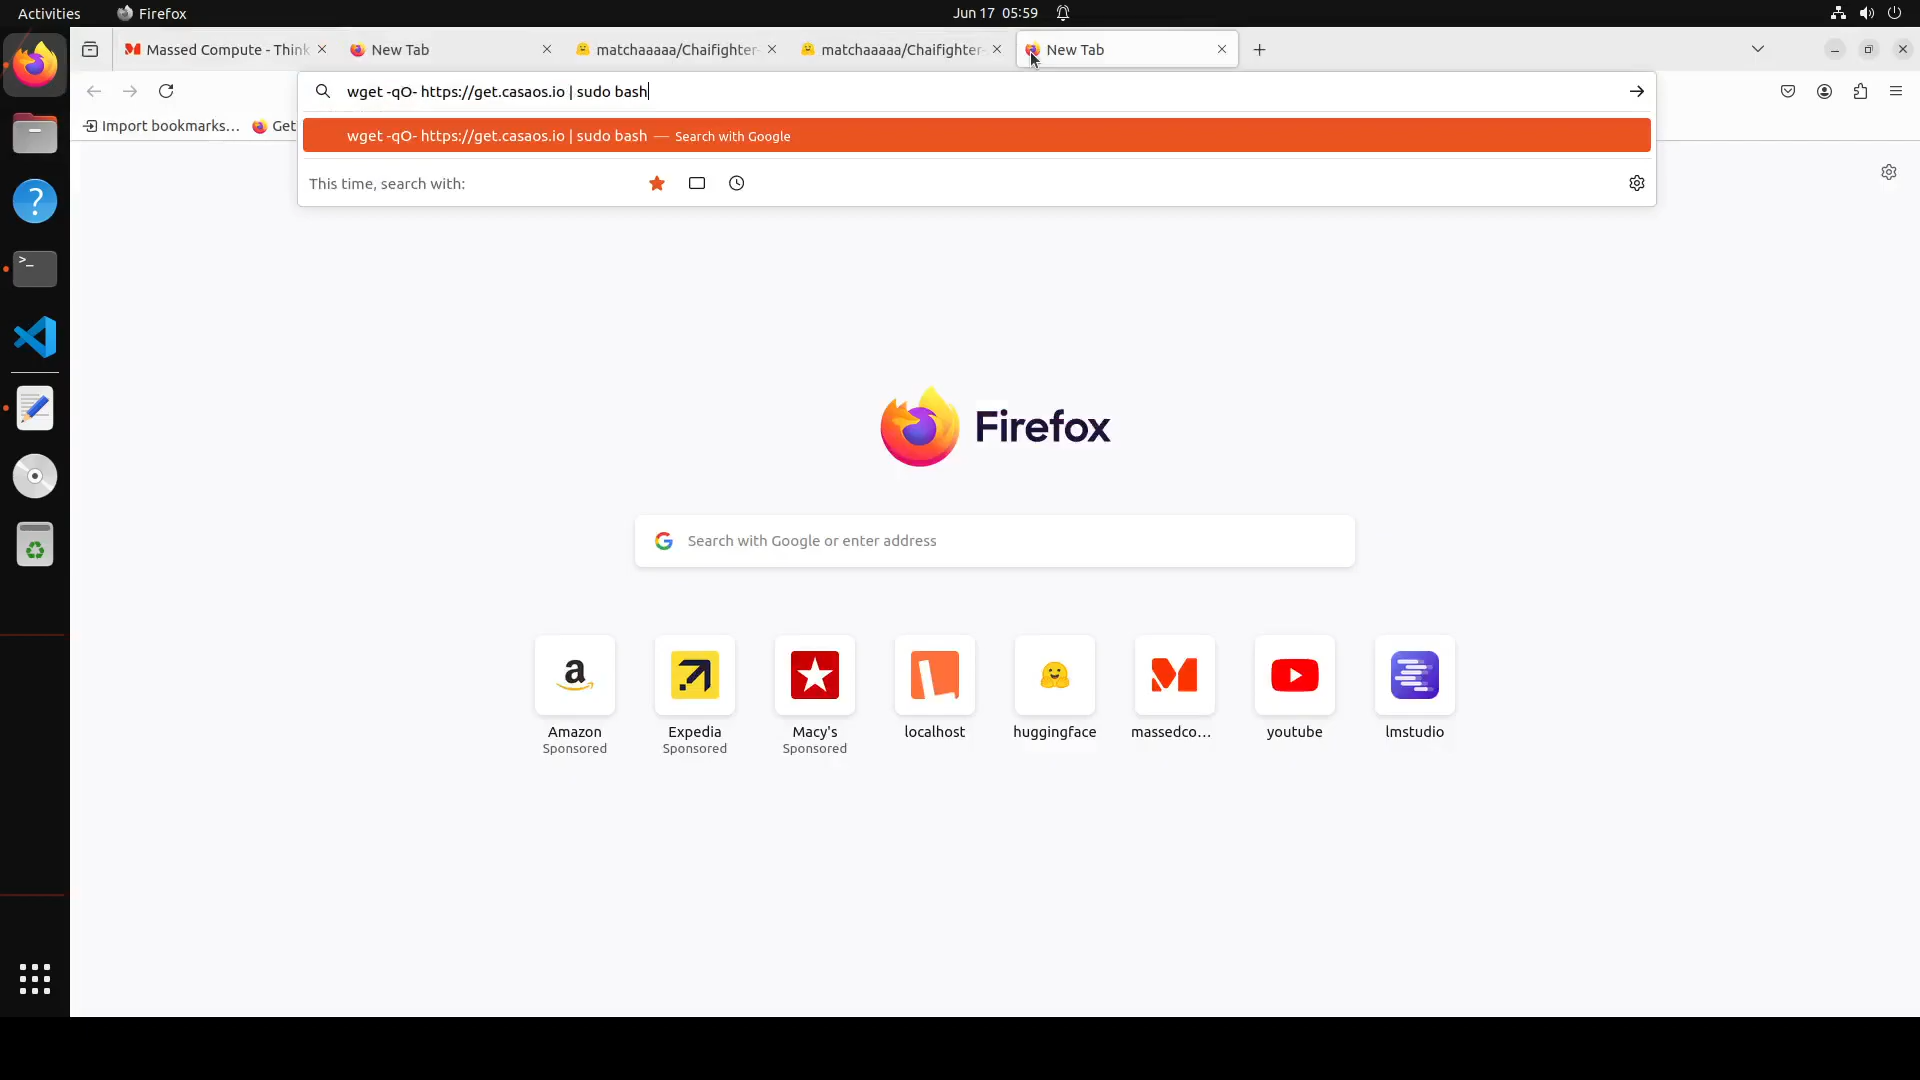 Activities
Firefox
Jun 17 05:59
Massed Compute - Think
New Tab
matchaaaaa/Chaifighter-
matchaaaaa/Chaifighter-
New Tab
wget -qO- https://get.casaos.io | sudo bash
Import bookmarks...
Get
wget -qO- https://get.casaos.io | sudo bash — Search with Google
This time, search with:
Firefox
Search with Google or enter address
Amazon
Sponsored
Expedia
Sponsored
Macy's
Sponsored
localhost
huggingface
massedco...
youtube
lmstudio